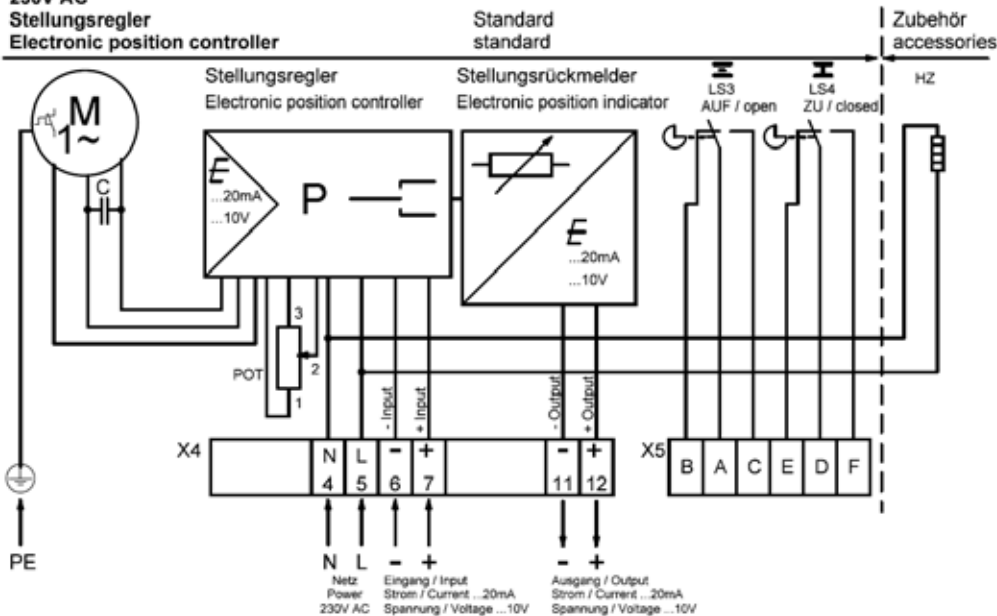 230V AC
Stellungsregler
Electronic position controller
Standard
standard
Zubehör
accessories
Stellungsregler
Electronic position controller
Stellungsrückmelder
Electronic position indicator
LS3
AUF / open
LS4
ZU / closed
HZ
M
1~
C
E
...20mA
...10V
P
E
...20mA
...10V
POT
3
2
1
- Input
+ Input
- Output
+ Output
X4
N L - +
4 5 6 7
- +
11 12
X5
B A C E D F
PE
N L - +
- +
Netz
Power
230V AC
Eingang / Input
Strom / Current ...20mA
Spannung / Voltage ...10V
Ausgang / Output
Strom / Current ...20mA
Spannung / Voltage ...10V